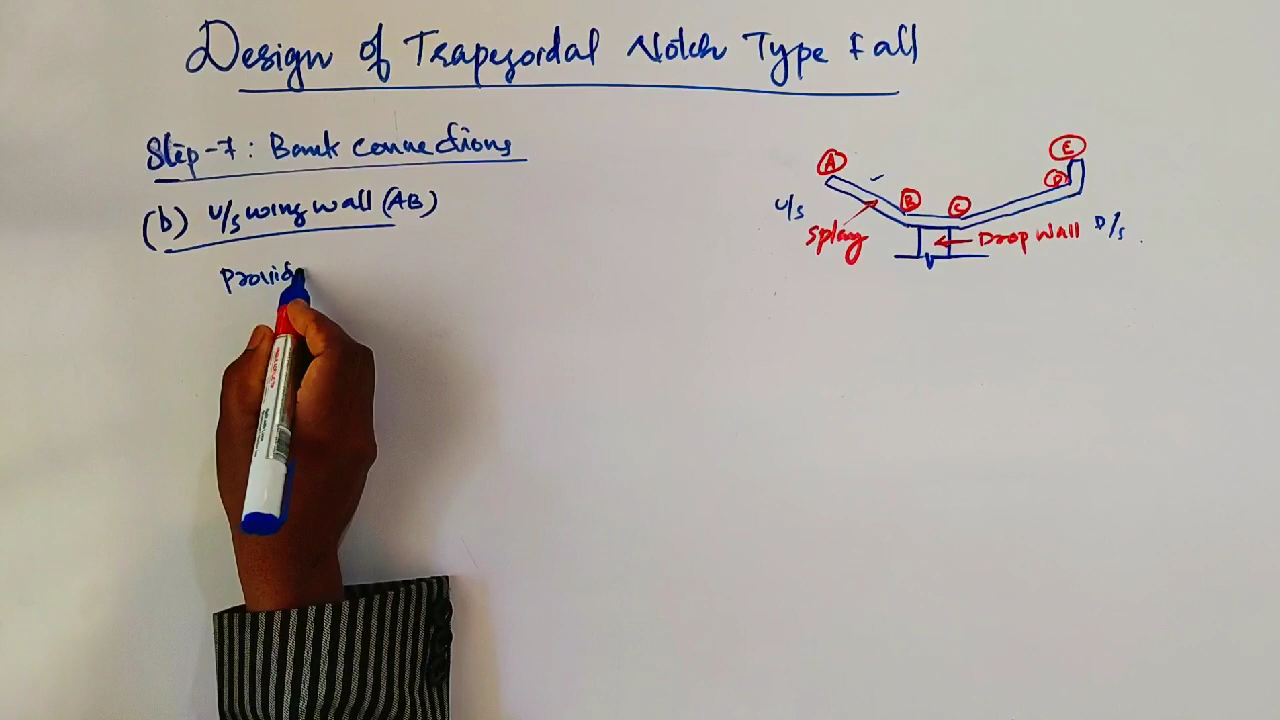 Design of Trapezoidal Notch Type Fall
Step-7: Bank connections
(b) U/S wing wall (AB)
Provid
A
E
D
B
C
U/S
Splay
Drop Wall
D/s